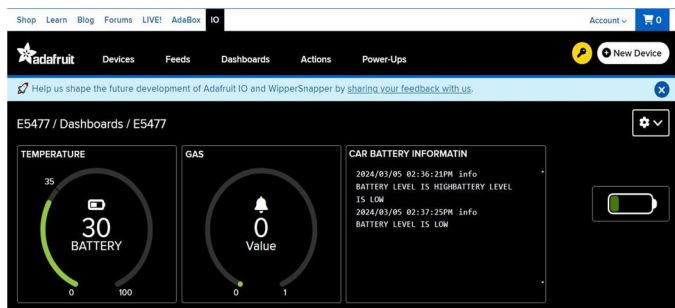 Shop Learn Blog Forums LIVE! AdaBox IO
Account 0
adafruit Devices Feeds Dashboards Actions Power-Ups New Device
Help us shape the future development of Adafruit IO and WipperSnapper by sharing your feedback with us.
E5477 / Dashboards / E5477
TEMPERATURE
35
30
BATTERY
0 100
GAS
0
Value
0 1
CAR BATTERY INFORMATIN
2024/03/05 02:36:21PM info
BATTERY LEVEL IS HIGHBATTERY LEVEL
IS LOW
2024/03/05 02:37:25PM info
BATTERY LEVEL IS LOW